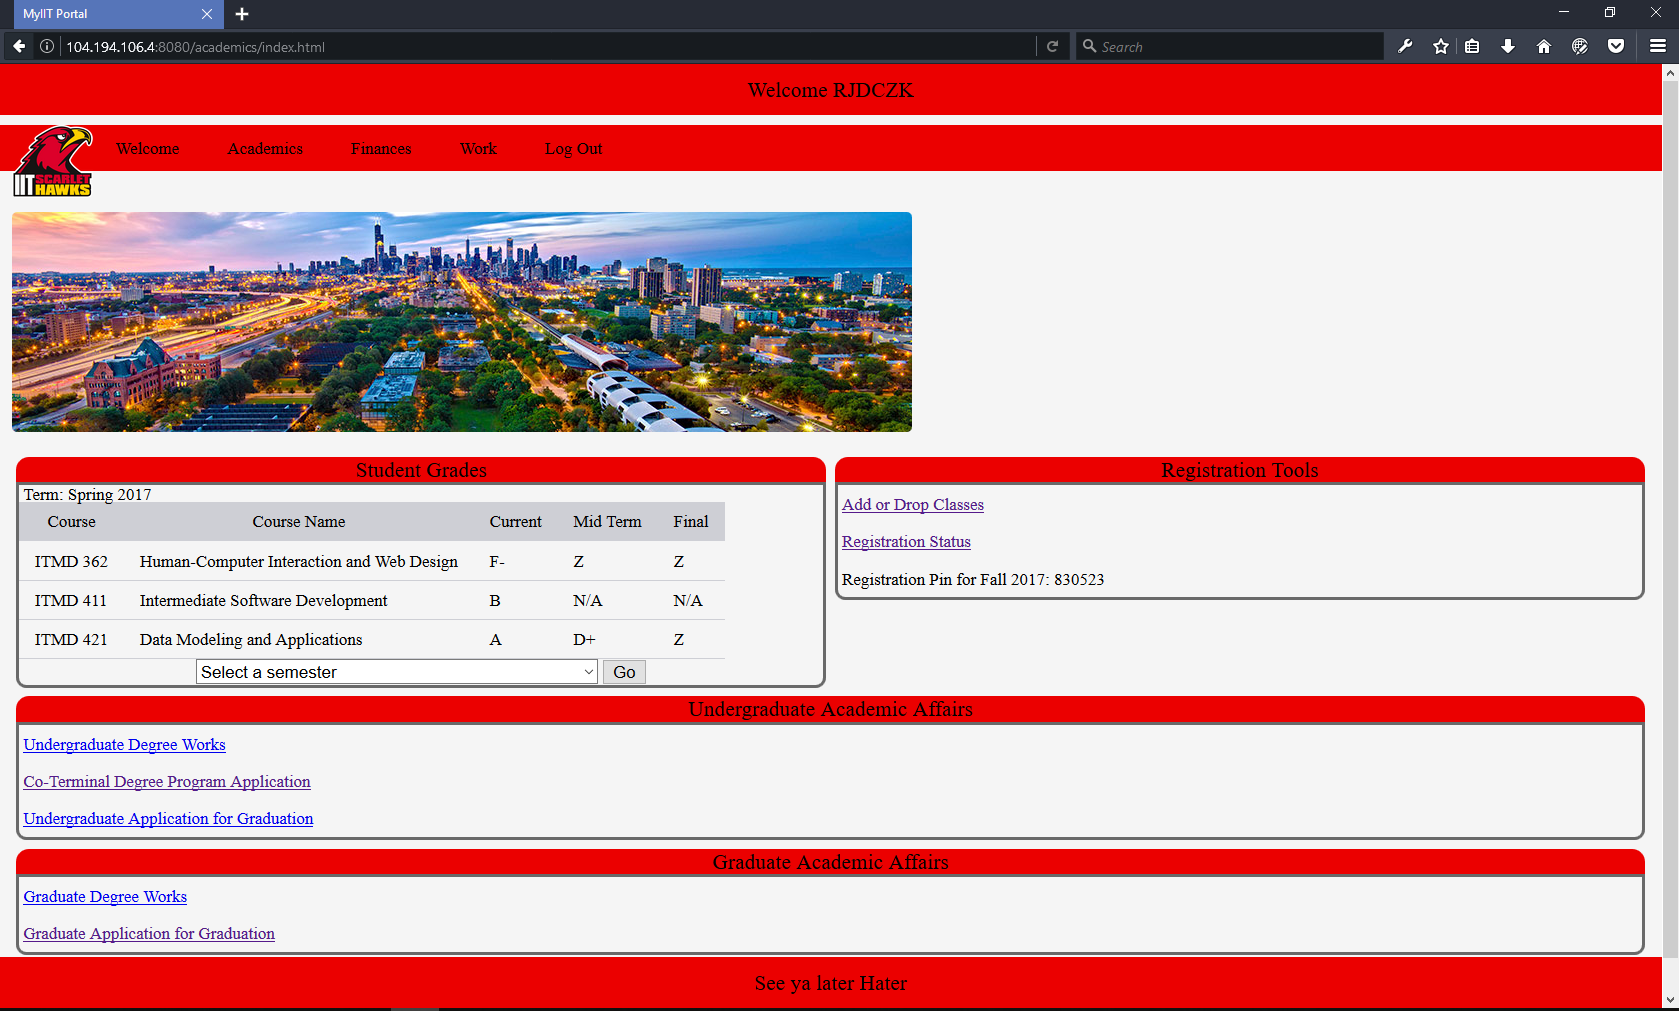 MyIIT Portal
104.194.106.4:8080/academics/index.html
Search
Welcome RJDCZK
IIT SCARLET HAWKS
Welcome Academics Finances Work Log Out
Student Grades
Term: Spring 2017
Course Course Name Current Mid Term Final
ITMD 362 Human-Computer Interaction and Web Design F- Z Z
ITMD 411 Intermediate Software Development B N/A N/A
ITMD 421 Data Modeling and Applications A D+ Z
Select a semester Go
Registration Tools
Add or Drop Classes
Registration Status
Registration Pin for Fall 2017: 830523
Undergraduate Academic Affairs
Undergraduate Degree Works
Co-Terminal Degree Program Application
Undergraduate Application for Graduation
Graduate Academic Affairs
Graduate Degree Works
Graduate Application for Graduation
See ya later Hater